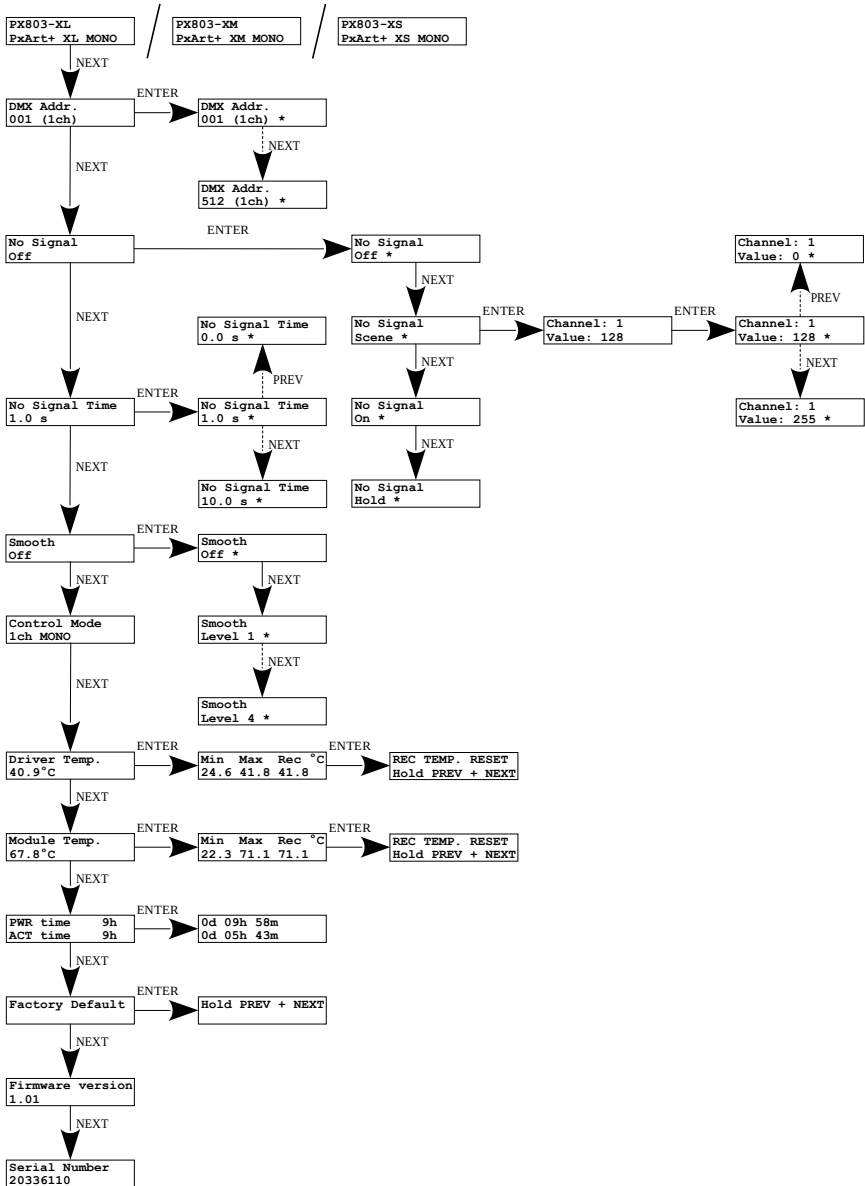 PX803-XL
PxArt+ XL MONO
PX803-XM
PxArt+ XM MONO
PX803-XS
PxArt+ XS MONO
NEXT
DMX Addr.
001 (1ch)
ENTER
DMX Addr.
001 (1ch) *
NEXT
DMX Addr.
512 (1ch) *
NEXT
No Signal
Off
ENTER
No Signal
Off *
NEXT
No Signal
Scene *
ENTER
Channel: 1
Value: 128
ENTER
Channel: 1
Value: 0 *
PREV
Channel: 1
Value: 128 *
NEXT
Channel: 1
Value: 255 *
NEXT
No Signal
On *
NEXT
No Signal
Hold *
NEXT
No Signal Time
1.0 s
ENTER
No Signal Time
0.0 s *
PREV
No Signal Time
1.0 s *
NEXT
No Signal Time
10.0 s *
NEXT
Smooth
Off
ENTER
Smooth
Off *
NEXT
Smooth
Level 1 *
NEXT
Smooth
Level 4 *
NEXT
Control Mode
1ch MONO
NEXT
Driver Temp.
40.9°C
ENTER
Min Max Rec °C
24.6 41.8 41.8
ENTER
REC TEMP. RESET
Hold PREV + NEXT
NEXT
Module Temp.
67.8°C
ENTER
Min Max Rec °C
22.3 71.1 71.1
ENTER
REC TEMP. RESET
Hold PREV + NEXT
NEXT
PWR time 9h
ACT time 9h
ENTER
0d 09h 58m
0d 05h 43m
NEXT
Factory Default
ENTER
Hold PREV + NEXT
NEXT
Firmware version
1.01
NEXT
Serial Number
20336110